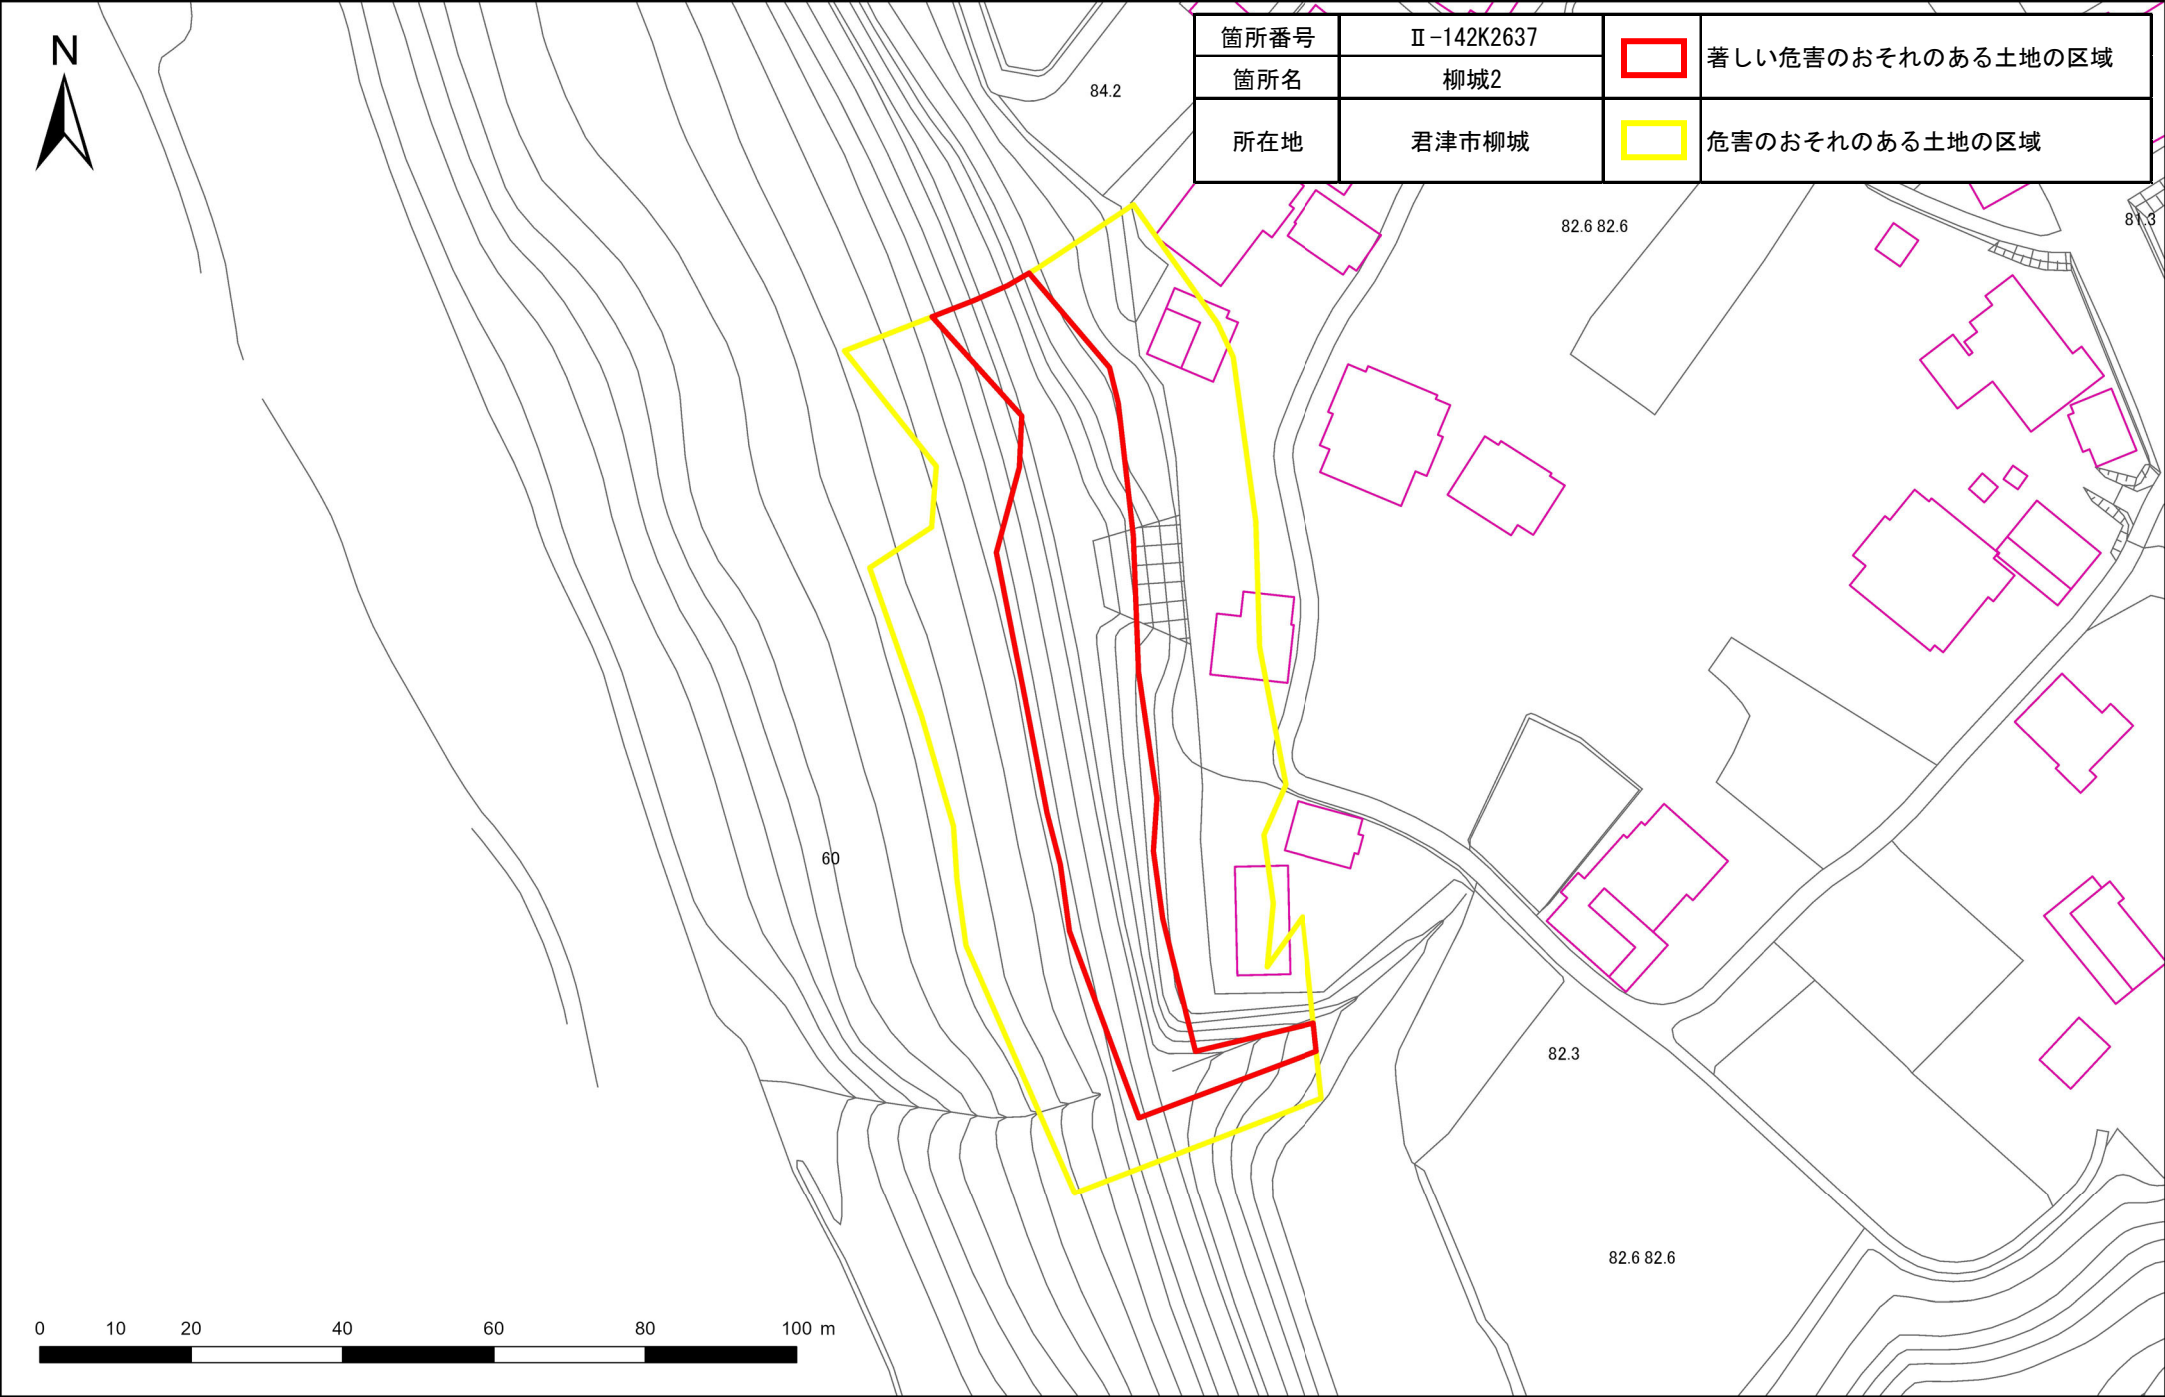 N
箇所番号 Ⅱ-142K2637 著しい危害のおそれのある土地の区域
箇所名 柳城2
所在地 君津市柳城 危害のおそれのある土地の区域
84.2
82.6 82.6
81.3
60
82.3
82.6 82.6
0 10 20 40 60 80 100 m